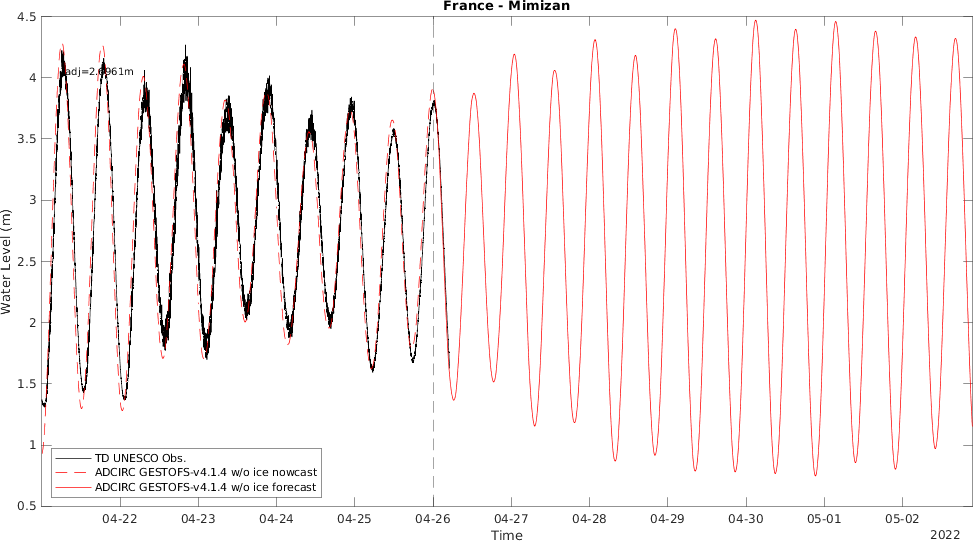 France - Mimizan
4.5
4
3.5
3
2.5
2
1.5
1
0.5
Water Level (m)
TD UNESCO Obs.
ADCIRC GESTOFS-v4.1.4 w/o ice nowcast
ADCIRC GESTOFS-v4.1.4 w/o ice forecast
04-22 04-23 04-24 04-25 04-26 04-27 04-28 04-29 04-30 05-01 05-02
Time
2022